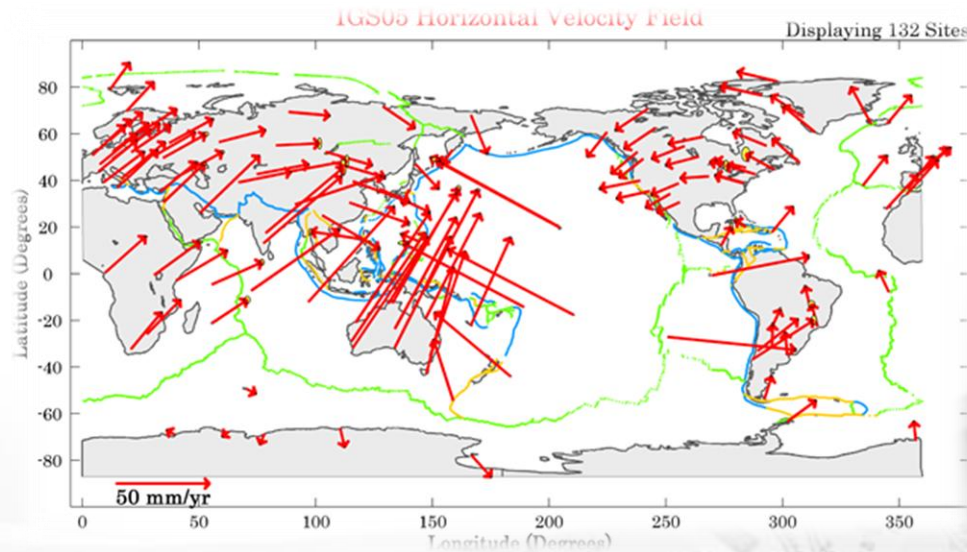 IGS05 Horizontal Velocity Field
Displaying 132 Sites
80
60
40
20
0
-20
-40
-60
-80
Latitude (Degrees)
50 mm/yr
0 50 100 150 200 250 300 350
Longitude (Degrees)